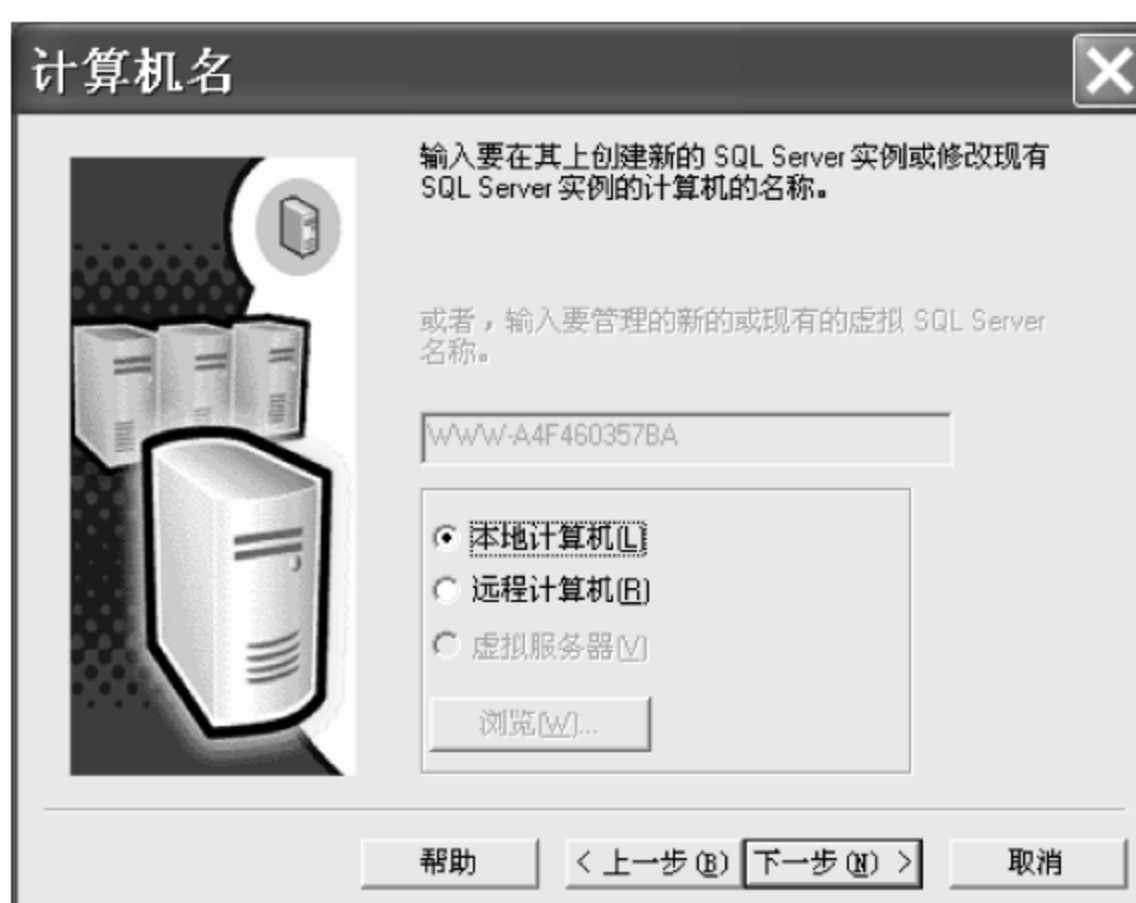 计算机名
输入要在其上创建新的 SQL Server 实例或修改现有
SQL Server 实例的计算机的名称。
或者，输入要管理的新的或现有的虚拟 SQL Server
名称。
WWW-A4F460357BA
本地计算机(L)
远程计算机(R)
虚拟服务器(V)
浏览(W)...
帮助
< 上一步(B)
下一步(N) >
取消